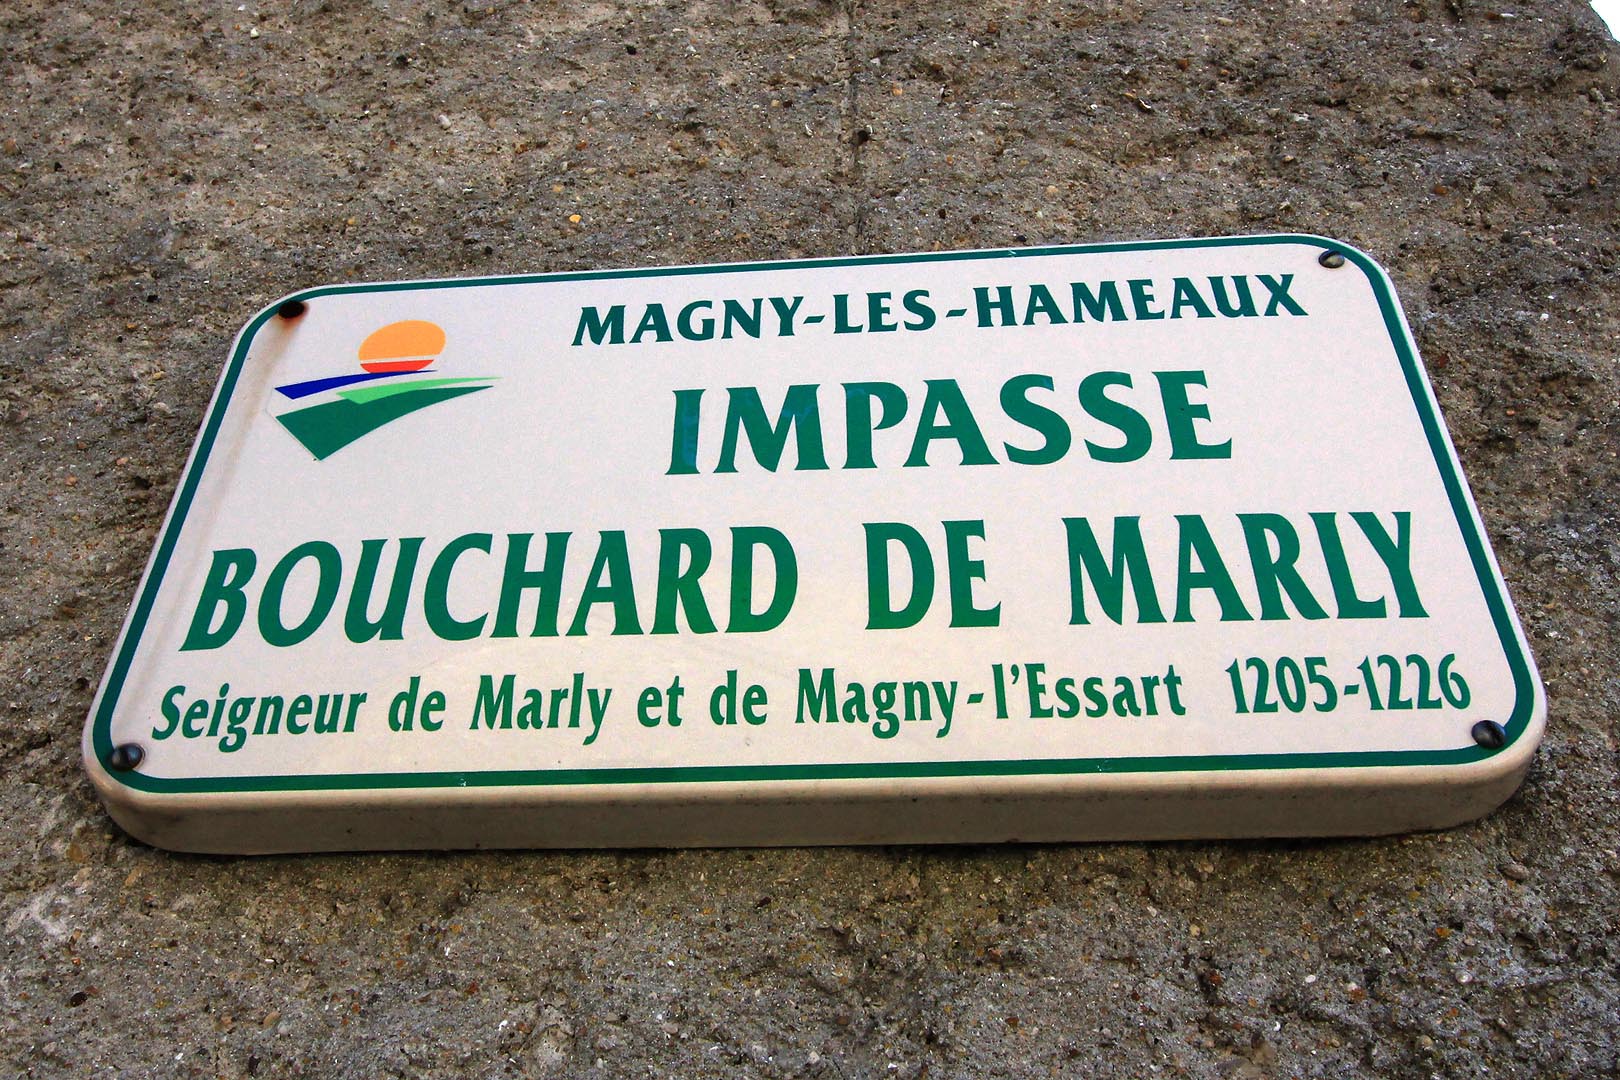 MAGNY-LES-HAMEAUX
IMPASSE
BOUCHARD DE MARLY
Seigneur de Marly et de Magny-l'Essart 1205-1226